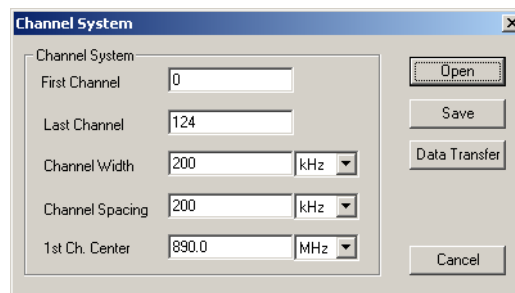 Channel System
Channel System
First Channel 0
Last Channel 124
Channel Width 200 kHz
Channel Spacing 200 kHz
1st Ch. Center 890.0 MHz
Open
Save
Data Transfer
Cancel